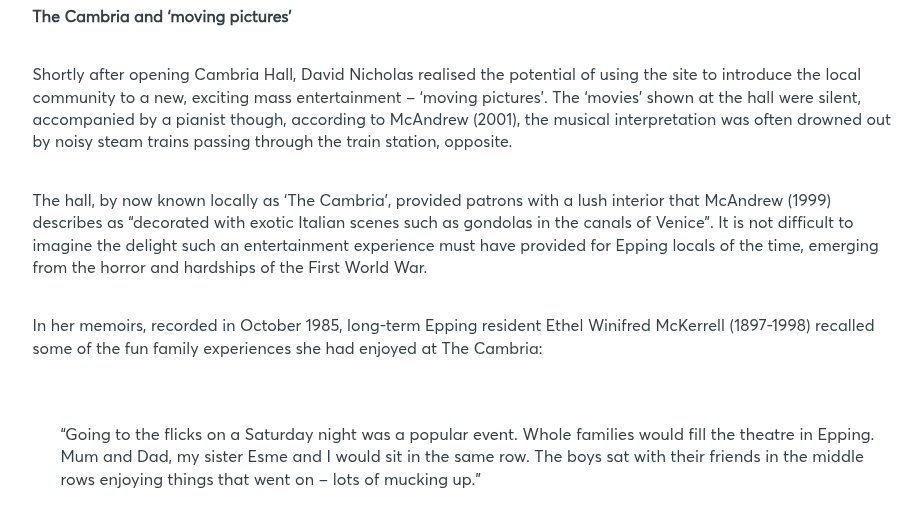 The Cambria and ‘moving pictures’
Shortly after opening Cambria Hall, David Nicholas realised the potential of using the site to introduce the local
community to a new, exciting mass entertainment – ‘moving pictures’. The ‘movies’ shown at the hall were silent,
accompanied by a pianist though, according to McAndrew (2001), the musical interpretation was often drowned out
by noisy steam trains passing through the train station, opposite.
The hall, by now known locally as ‘The Cambria’, provided patrons with a lush interior that McAndrew (1999)
describes as “decorated with exotic Italian scenes such as gondolas in the canals of Venice”. It is not difficult to
imagine the delight such an entertainment experience must have provided for Epping locals of the time, emerging
from the horror and hardships of the First World War.
In her memoirs, recorded in October 1985, long-term Epping resident Ethel Winifred McKerrell (1897-1998) recalled
some of the fun family experiences she had enjoyed at The Cambria:
“Going to the flicks on a Saturday night was a popular event. Whole families would fill the theatre in Epping.
Mum and Dad, my sister Esme and I would sit in the same row. The boys sat with their friends in the middle
rows enjoying things that went on – lots of mucking up.”